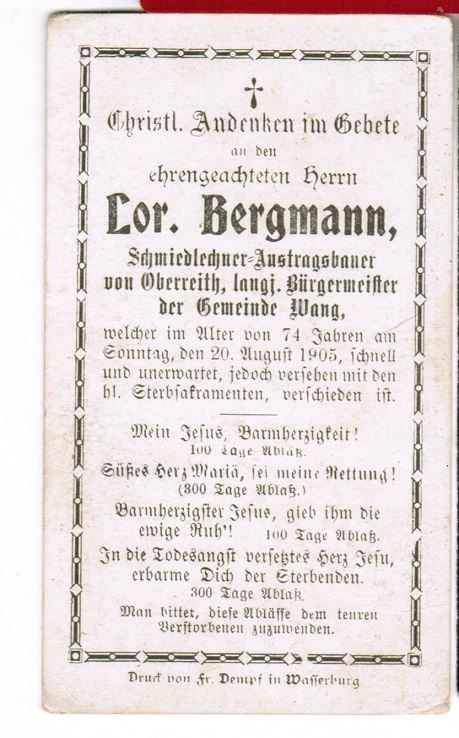 Christl. Andenken im Gebete
an den
ehrengeachteten Herrn
Lor. Bergmann,
Schmiedlechner-Austragsbauer
von Oberreith, langj. Bürgermeister
der Gemeinde Wang,
welcher im Alter von 74 Jahren am
Sonntag, den 20. August 1905, schnell
und unerwartet, jedoch versehen mit den
hl. Sterbsakramenten, verschieden ist.
Mein Jesus, Barmherzigkeit!
100 Tage Ablaß.
Süßes Herz Mariä, sei meine Rettung!
(300 Tage Ablaß.)
Barmherzigster Jesus, gieb ihm die
ewige Ruh'! 100 Tage Ablaß.
In die Todesangst versetztes Herz Jesu,
erbarme Dich der Sterbenden.
300 Tage Ablaß.
Man bittet, diese Ablässe dem teuren
Verstorbenen zuzuwenden.
Druck von Fr. Dempf in Wasserburg